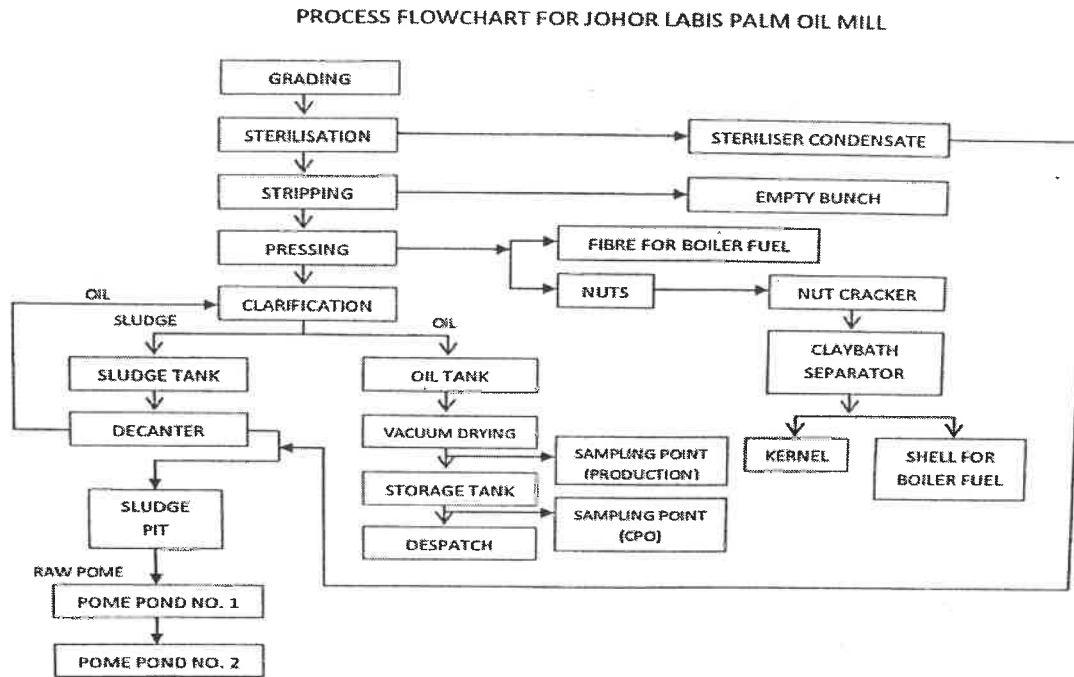 PROCESS FLOWCHART FOR JOHOR LABIS PALM OIL MILL
GRADING
STERILISATION
STERILISER CONDENSATE
STRIPPING
EMPTY BUNCH
PRESSING
FIBRE FOR BOILER FUEL
NUTS
NUT CRACKER
OIL
CLARIFICATION
SLUDGE
OIL
CLAYBATH
SEPARATOR
SLUDGE TANK
OIL TANK
DECANTER
VACUUM DRYING
KERNEL
SHELL FOR
BOILER FUEL
SAMPLING POINT
(PRODUCTION)
STORAGE TANK
SLUDGE
PIT
SAMPLING POINT
(CPO)
DESPATCH
RAW POME
POME POND NO. 1
POME POND NO. 2